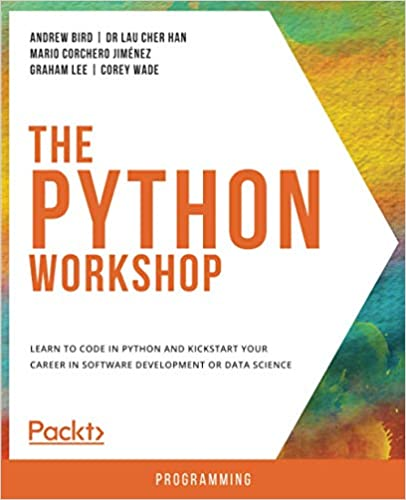 ANDREW BIRD | DR LAU CHER HAN
MARIO CORCHERO JIMÉNEZ
GRAHAM LEE | COREY WADE
THE
PYTHON
WORKSHOP
LEARN TO CODE IN PYTHON AND KICKSTART YOUR
CAREER IN SOFTWARE DEVELOPMENT OR DATA SCIENCE
Packt>
PROGRAMMING